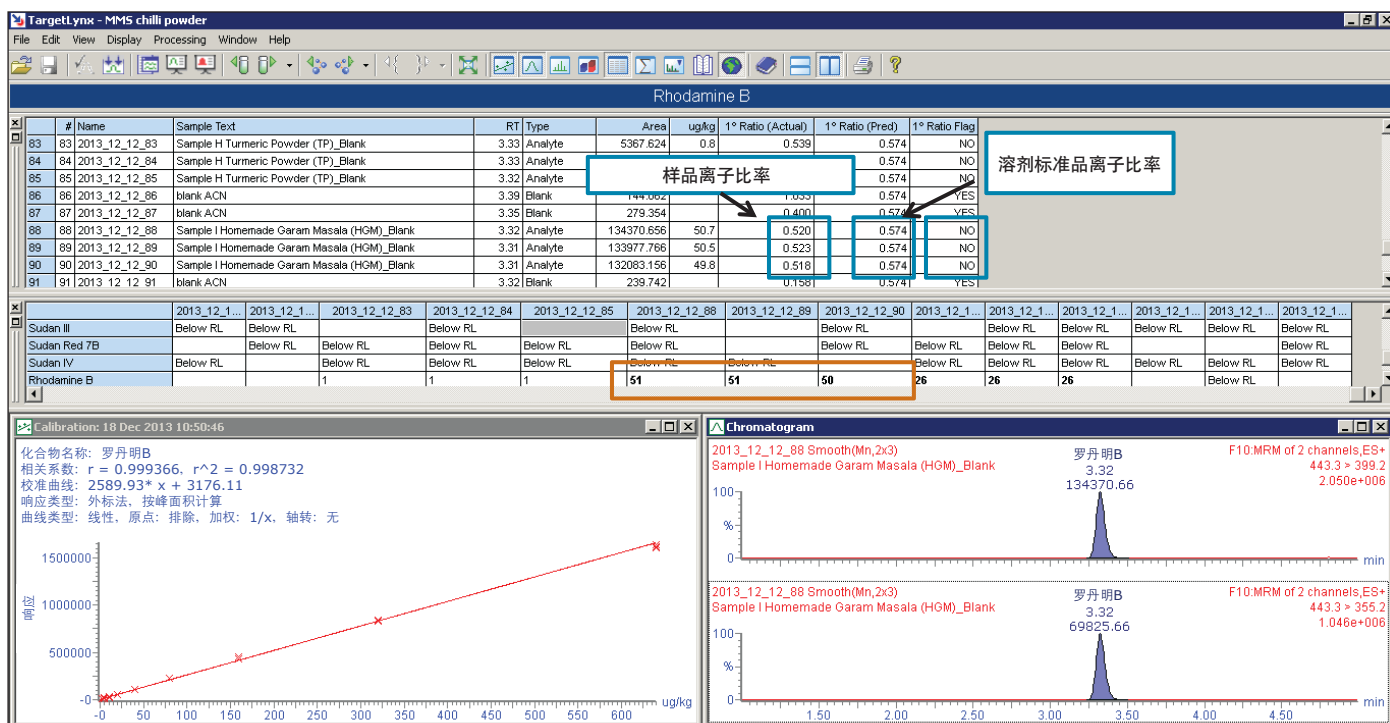 TargetLynx - MMS chilli powder
File Edit View Display Processing Window Help
Rhodamine B
# Name Sample Text RT Type Area ug/kg 1º Ratio (Actual) 1º Ratio (Pred) 1º Ratio Flag
83 83 2013_12_12_83 Sample H Turmeric Powder (TP)_Blank 3.33 Analyte 5367.624 0.8 0.539 0.574 NO
84 84 2013_12_12_84 Sample H Turmeric Powder (TP)_Blank 3.33 Analyte 0.574 NO
85 85 2013_12_12_85 Sample H Turmeric Powder (TP)_Blank 3.32 Analyte 0.574 NO
86 86 2013_12_12_86 blank ACN 3.39 Blank 0.574 YES
87 87 2013_12_12_87 blank ACN 3.35 Blank 279.354 0.400 0.574 YES
88 88 2013_12_12_88 Sample I Homemade Garam Masala (HGM)_Blank 3.32 Analyte 134370.656 50.7 0.520 0.574 NO
89 89 2013_12_12_89 Sample I Homemade Garam Masala (HGM)_Blank 3.31 Analyte 133977.766 50.5 0.523 0.574 NO
90 90 2013_12_12_90 Sample I Homemade Garam Masala (HGM)_Blank 3.31 Analyte 132083.156 49.8 0.518 0.574 NO
91 91 2013_12_12_91 blank ACN 3.32 Blank 239.742 0.158 0.574 YES
样品离子比率
溶剂标准品离子比率
2013_12_1... 2013_12_1... 2013_12_12_83 2013_12_12_84 2013_12_12_85 2013_12_12_88 2013_12_12_89 2013_12_12_90 2013_12_1... 2013_12_1... 2013_12_1... 2013_12_1... 2013_12_1... 2013_12_1...
Sudan III Below RL Below RL Below RL Below RL Below RL Below RL Below RL Below RL
Sudan Red 7B Below RL Below RL Below RL Below RL Below RL Below RL Below RL Below RL Below RL Below RL
Sudan IV Below RL Below RL Below RL Below RL Below RL Below RL Below RL Below RL Below RL Below RL Below RL
Rhodamine B 1 1 1 51 51 50 26 26 26 Below RL
Calibration: 18 Dec 2013 10:50:46
化合物名称: 罗丹明B
相关系数: r = 0.999366, r^2 = 0.998732
校准曲线: 2589.93* x + 3176.11
响应类型: 外标法, 按峰面积计算
曲线类型: 线性, 原点: 排除, 加权: 1/x, 轴转: 无
1500000
1000000
响应
500000
-0
-0 50 100 150 200 250 300 350 400 450 500 550 600 ug/kg
Chromatogram
2013_12_12_88 Smooth(Mn,2x3) 罗丹明B F10:MRM of 2 channels,ES+
Sample I Homemade Garam Masala (HGM)_Blank 3.32 443.3 > 399.2
134370.66 2.050e+006
100
%
0
min
2013_12_12_88 Smooth(Mn,2x3) 罗丹明B F10:MRM of 2 channels,ES+
Sample I Homemade Garam Masala (HGM)_Blank 3.32 443.3 > 355.2
69825.66 1.046e+006
100
%
0
min
1.50 2.00 2.50 3.00 3.50 4.00 4.50